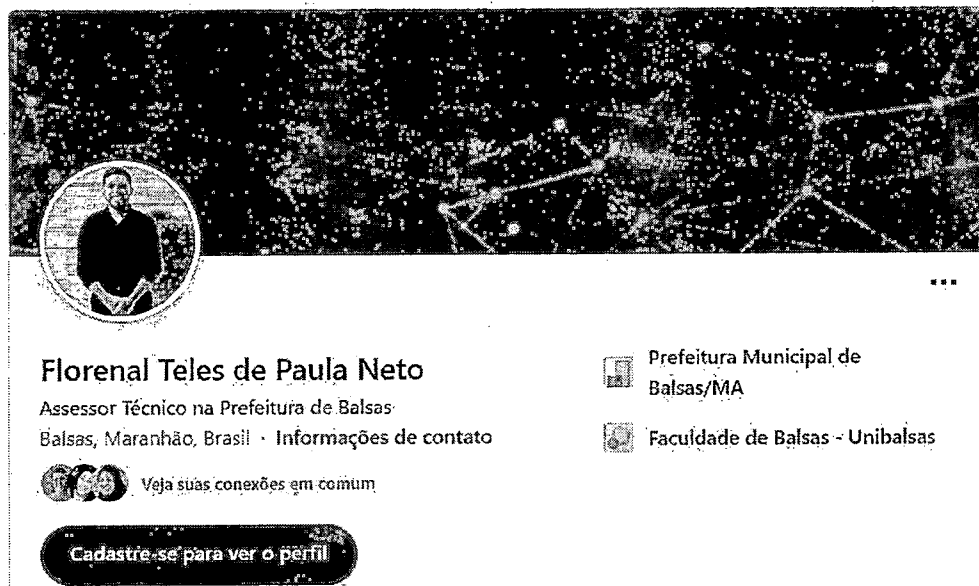 Florenal Teles de Paula Neto
Assessor Técnico na Prefeitura de Balsas
Balsas, Maranhão, Brasil · Informações de contato
Veja suas conexões em comum
Cadastre-se para ver o perfil
Prefeitura Municipal de
Balsas/MA
Faculdade de Balsas - Unibalsas